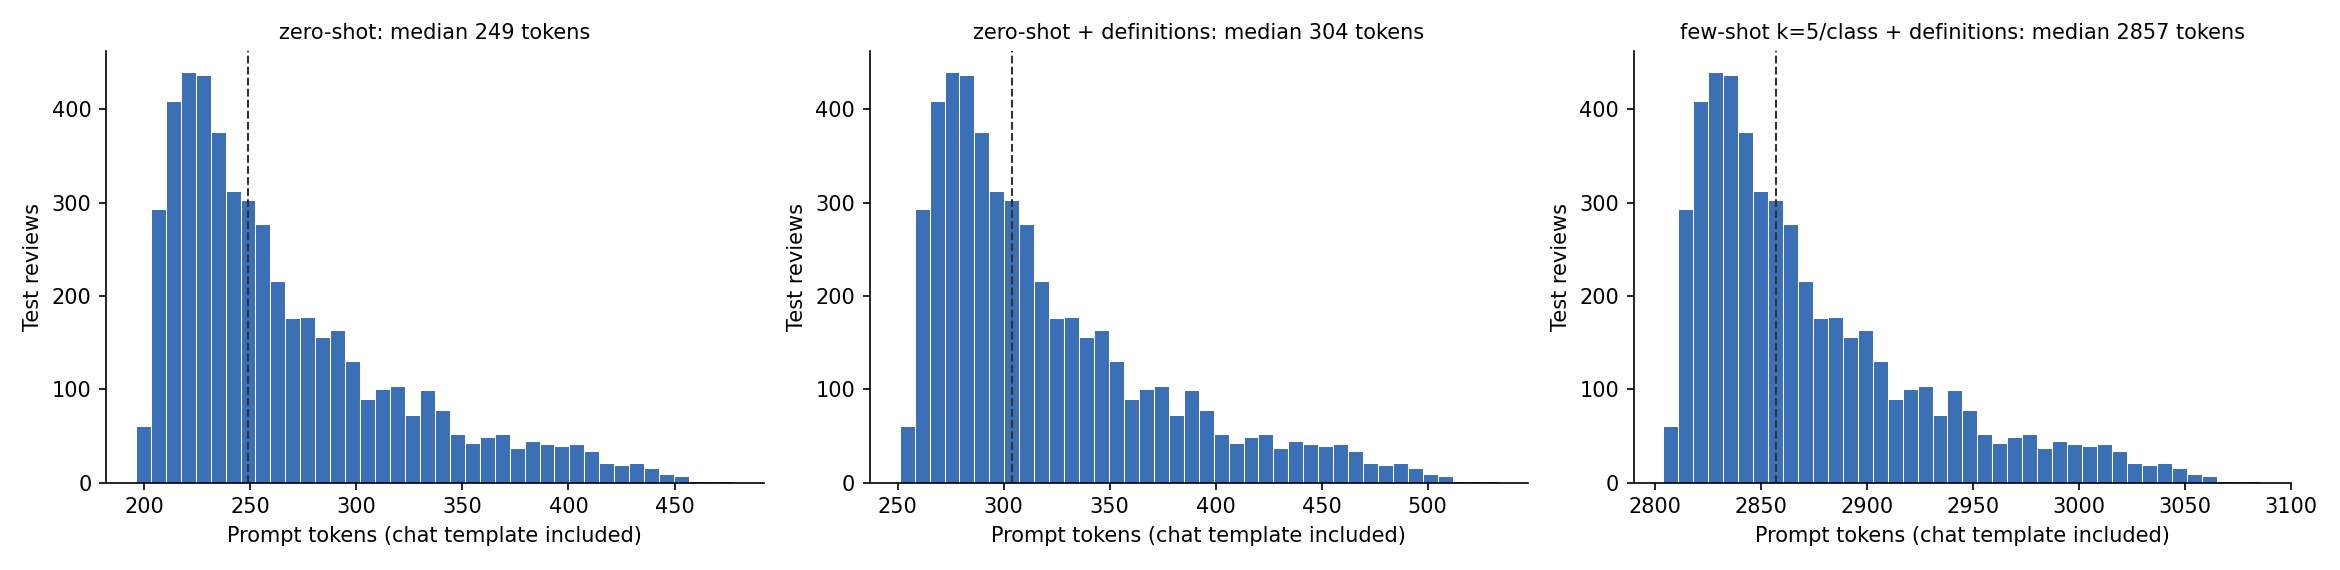 zero-shot: median 249 tokens
Test reviews
400
300
200
100
0
200 250 300 350 400 450
Prompt tokens (chat template included)
zero-shot + definitions: median 304 tokens
Test reviews
400
300
200
100
0
250 300 350 400 450 500
Prompt tokens (chat template included)
few-shot k=5/class + definitions: median 2857 tokens
Test reviews
400
300
200
100
0
2800 2850 2900 2950 3000 3050 3100
Prompt tokens (chat template included)